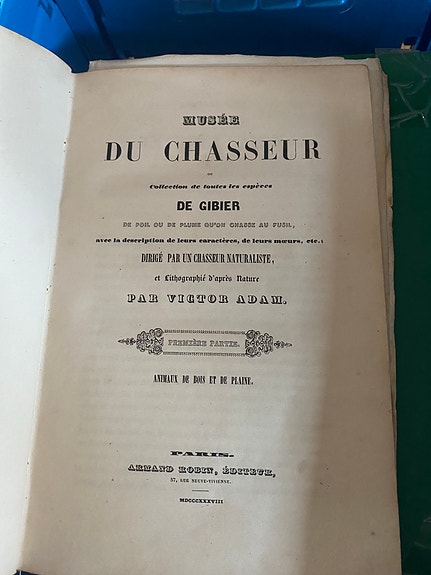 MUSÉE
DU CHASSEUR
ou
Collection de toutes les espèces
DE GIBIER
DE POIL OU DE PLUME QU'ON CHASSE AU FUSIL,
avec la description de leurs caractères, de leurs mœurs, etc.;
DIRIGÉ PAR UN CHASSEUR NATURALISTE,
et Lithographié d'après Nature
PAR VICTOR ADAM.
PREMIÈRE PARTIE.
ANIMAUX DE BOIS ET DE PLAINE.
PARIS.
ARMAND ROBIN, ÉDITEUR,
57, RUE NEUVE-VIVIENNE.
MDCCCXXXVIII